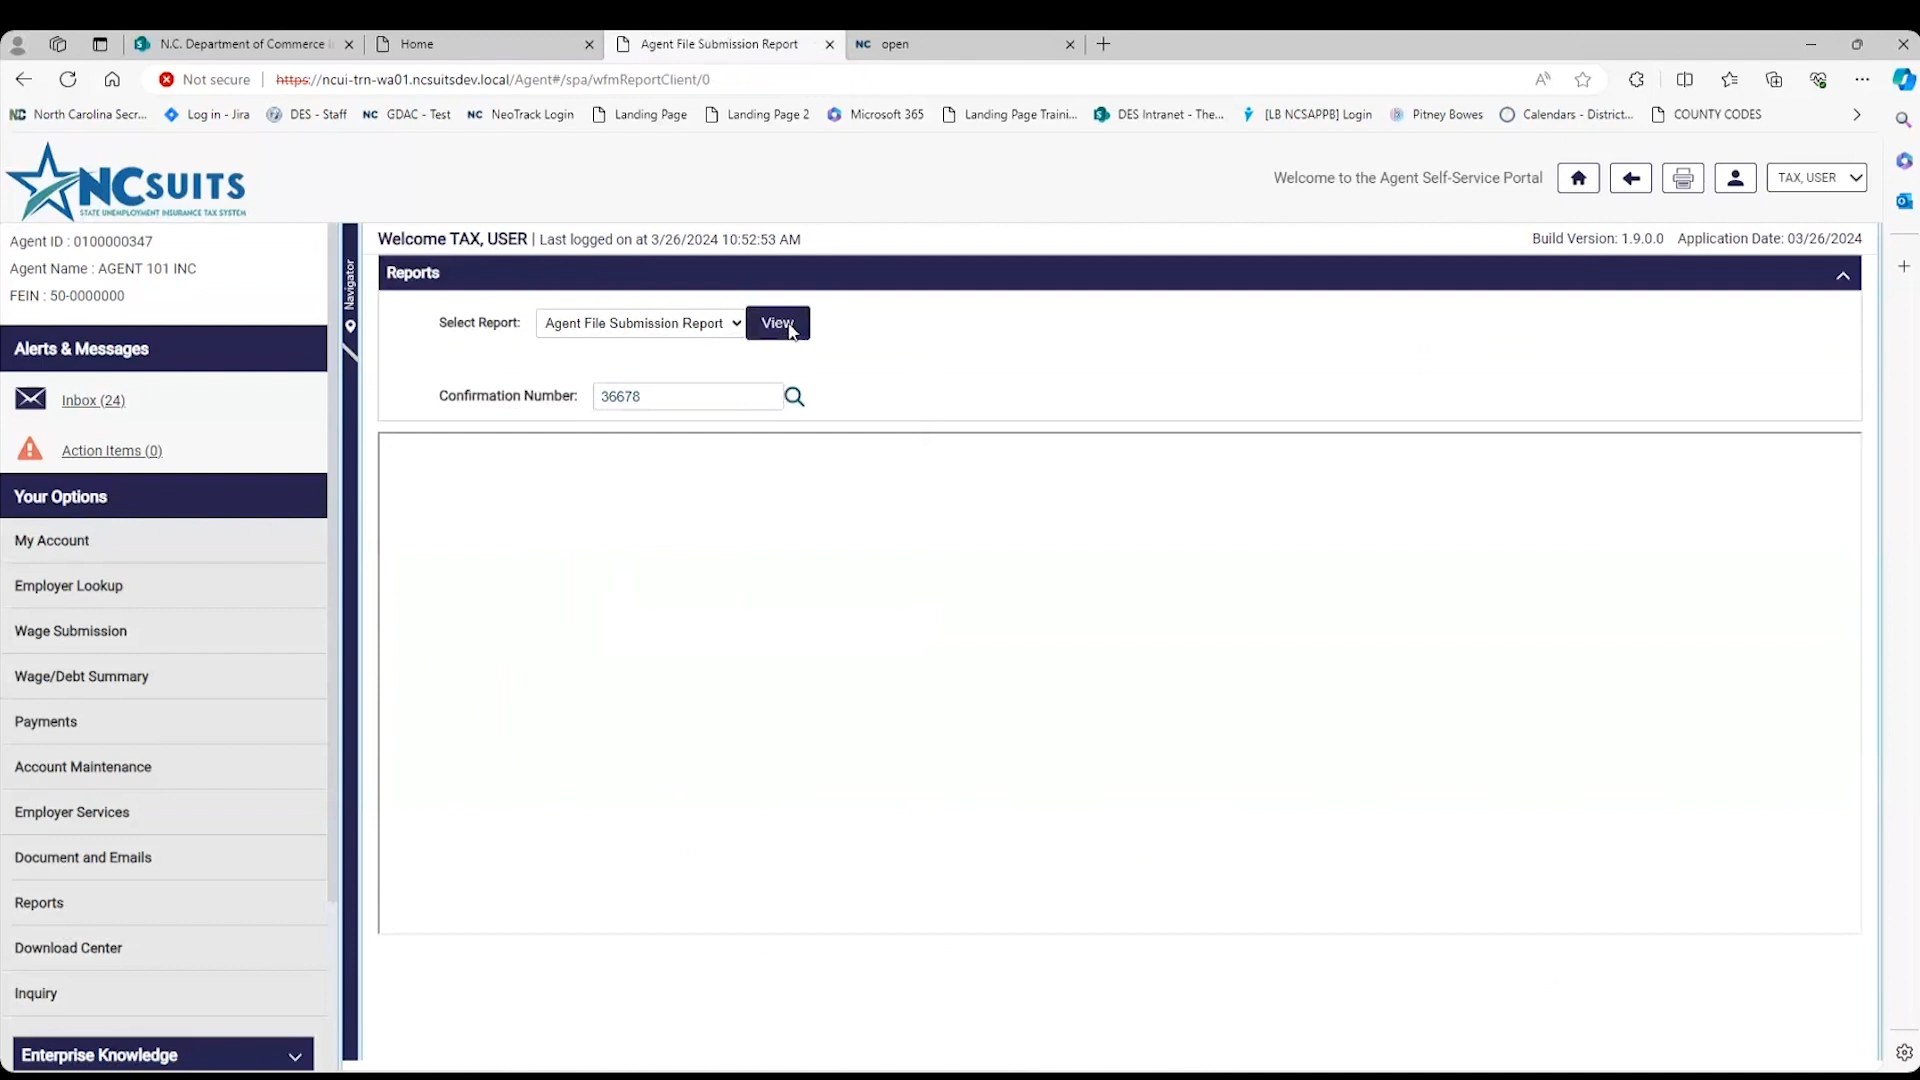 N.C. Department of Commerce
Home
Agent File Submission Report
NC open
Not secure
https://ncui-trn-wa01.ncsuitsdev.local/Agent#/spa/wfmReportClient/0
North Carolina Secr...
Log in - Jira
DES - Staff
NC GDAC - Test
NC NeoTrack Login
Landing Page
Landing Page 2
Microsoft 365
Landing Page Traini...
DES Intranet - The...
[LB NCSAPPB] Login
Pitney Bowes
Calendars - District...
COUNTY CODES
NCSUITS
STATE UNEMPLOYMENT INSURANCE TAX SYSTEM
Welcome to the Agent Self-Service Portal
TAX, USER
Agent ID : 0100000347
Agent Name : AGENT 101 INC
FEIN : 50-0000000
Alerts & Messages
Inbox (24)
Action Items (0)
Your Options
My Account
Employer Lookup
Wage Submission
Wage/Debt Summary
Payments
Account Maintenance
Employer Services
Document and Emails
Reports
Download Center
Inquiry
Enterprise Knowledge
Navigator
Welcome TAX, USER | Last logged on at 3/26/2024 10:52:53 AM
Build Version: 1.9.0.0 Application Date: 03/26/2024
Reports
Select Report: Agent File Submission Report View
Confirmation Number: 36678